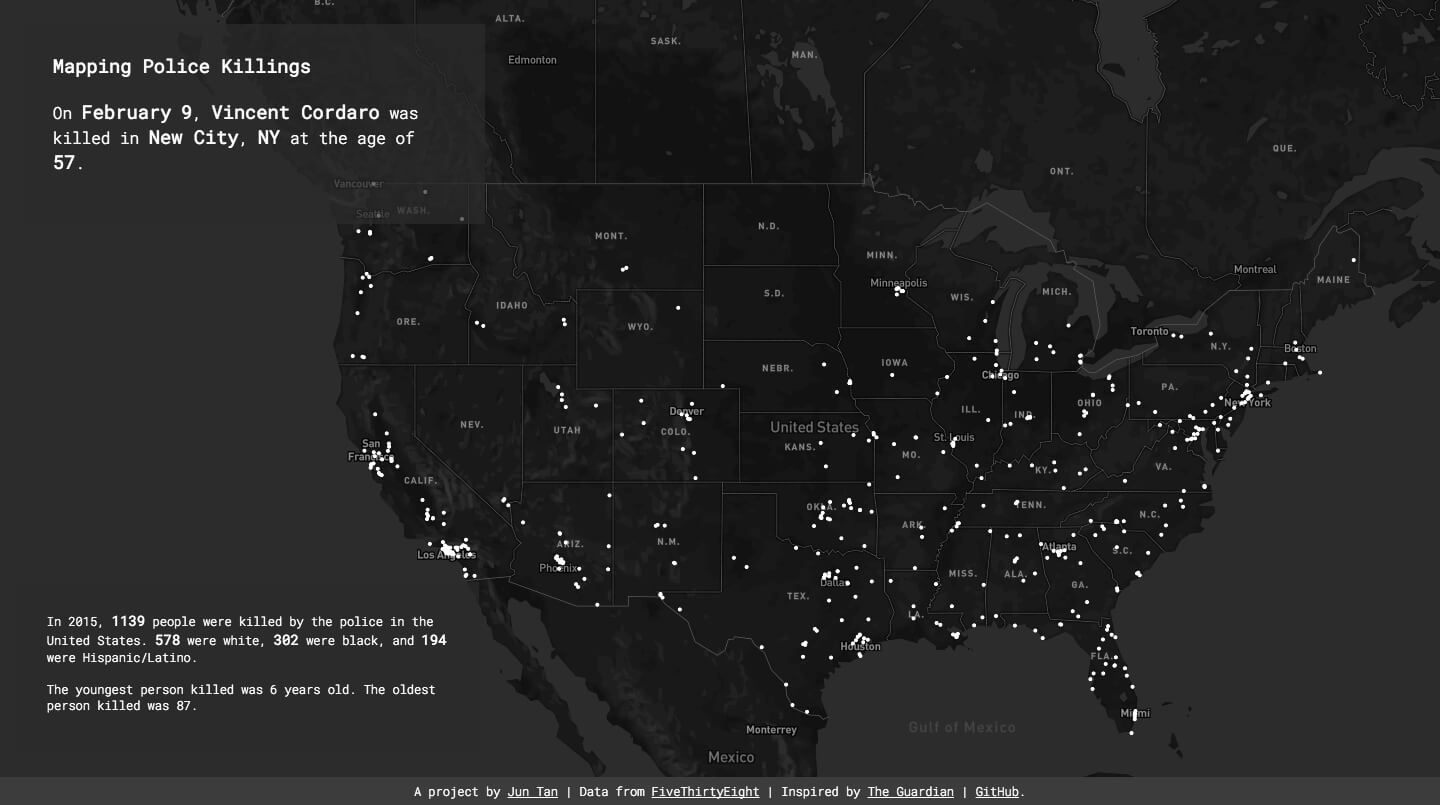 Mapping Police Killings
On February 9, Vincent Cordaro was
killed in New City, NY at the age of
57.
B.C.
ALTA.
SASK.
MAN.
Edmonton
ONT.
QUE.
Vancouver
Seattle
WASH.
MONT.
N.D.
MINN.
Minneapolis
Montreal
MAINE
ORE.
IDAHO
WYO.
S.D.
WIS.
MICH.
Toronto
N.Y.
Boston
NEBR.
IOWA
Chicago
PA.
NEV.
UTAH
Denver
COLO.
United States
KANS.
ILL.
IND.
OHIO
New York
San
Francisco
CALIF.
MO.
St. Louis
KY.
VA.
Los Angeles
ARIZ.
Phoenix
N.M.
OKLA.
ARK.
TENN.
N.C.
Atlanta
S.C.
Dallas
TEX.
MISS.
ALA.
GA.
LA.
Houston
FLA.
Miami
Monterrey
Gulf of Mexico
Mexico
In 2015, 1139 people were killed by the police in the
United States. 578 were white, 302 were black, and 194
were Hispanic/Latino.
The youngest person killed was 6 years old. The oldest
person killed was 87.
A project by Jun Tan | Data from FiveThirtyEight | Inspired by The Guardian | GitHub.